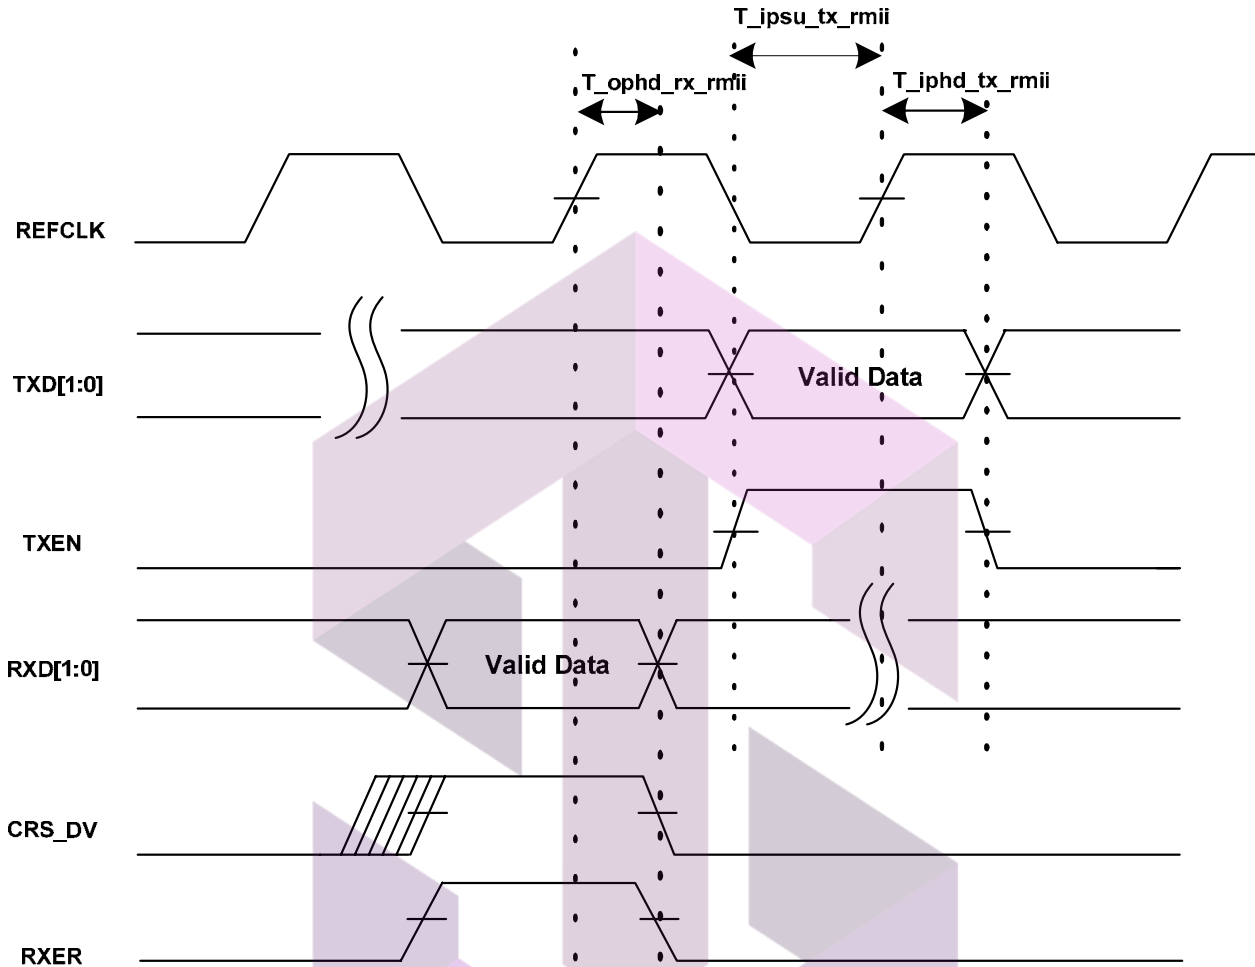 T_ipsu_tx_rmii
T_ophd_rx_rmii
T_iphd_tx_rmii
REFCLK
TXD[1:0]
Valid Data
TXEN
RXD[1:0]
Valid Data
CRS_DV
RXER